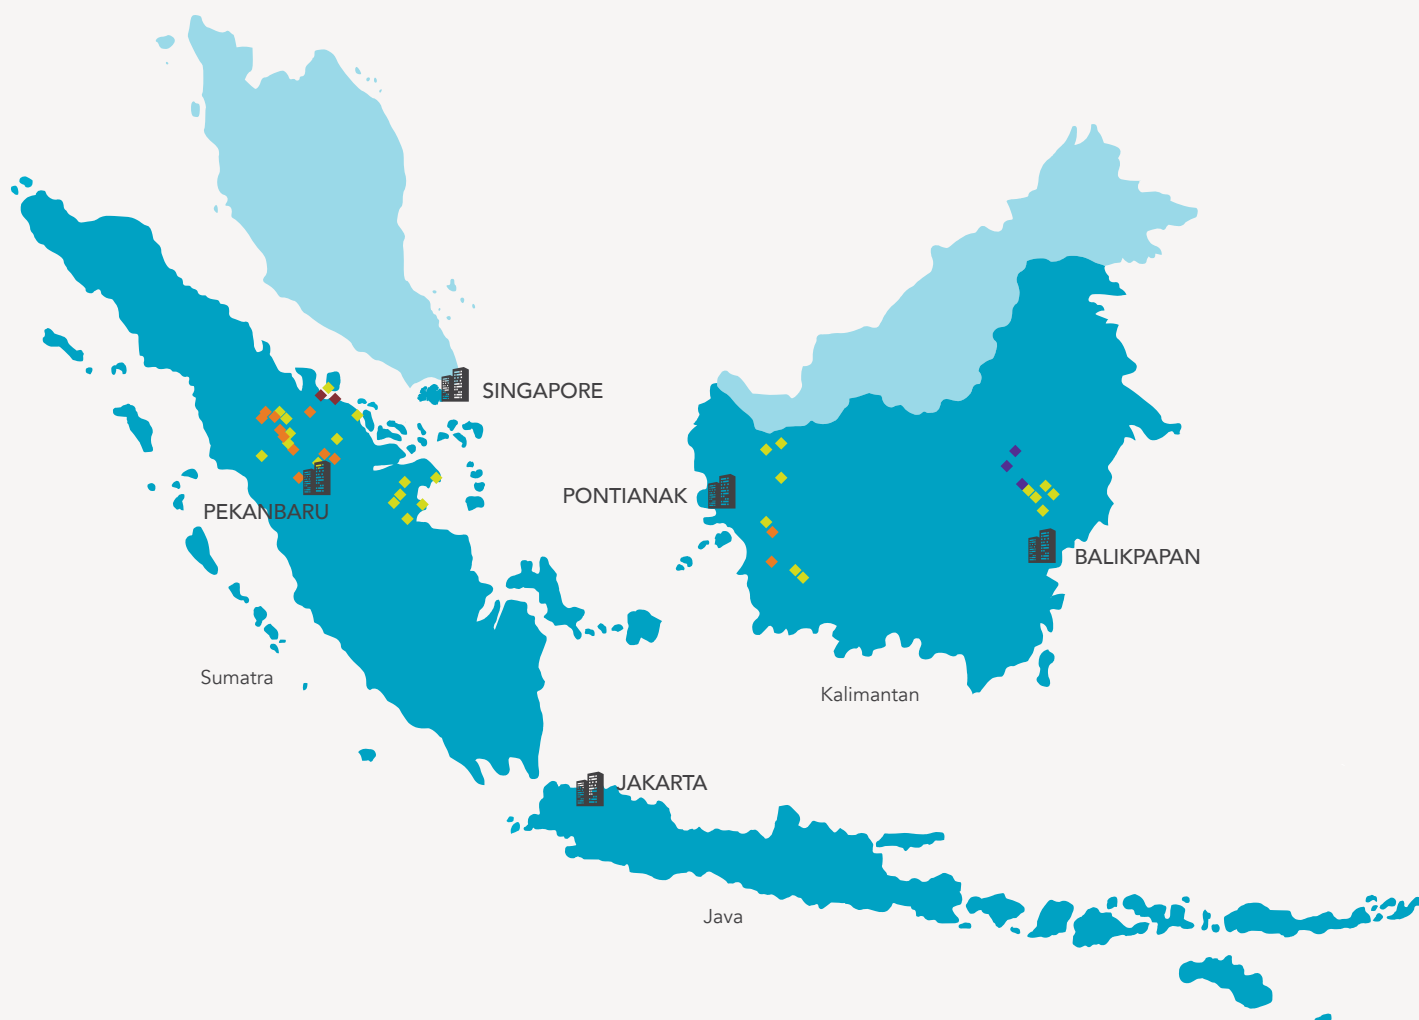 SINGAPORE
PONTIANAK
PEKANBARU
BALIKPAPAN
Sumatra
Kalimantan
JAKARTA
Java